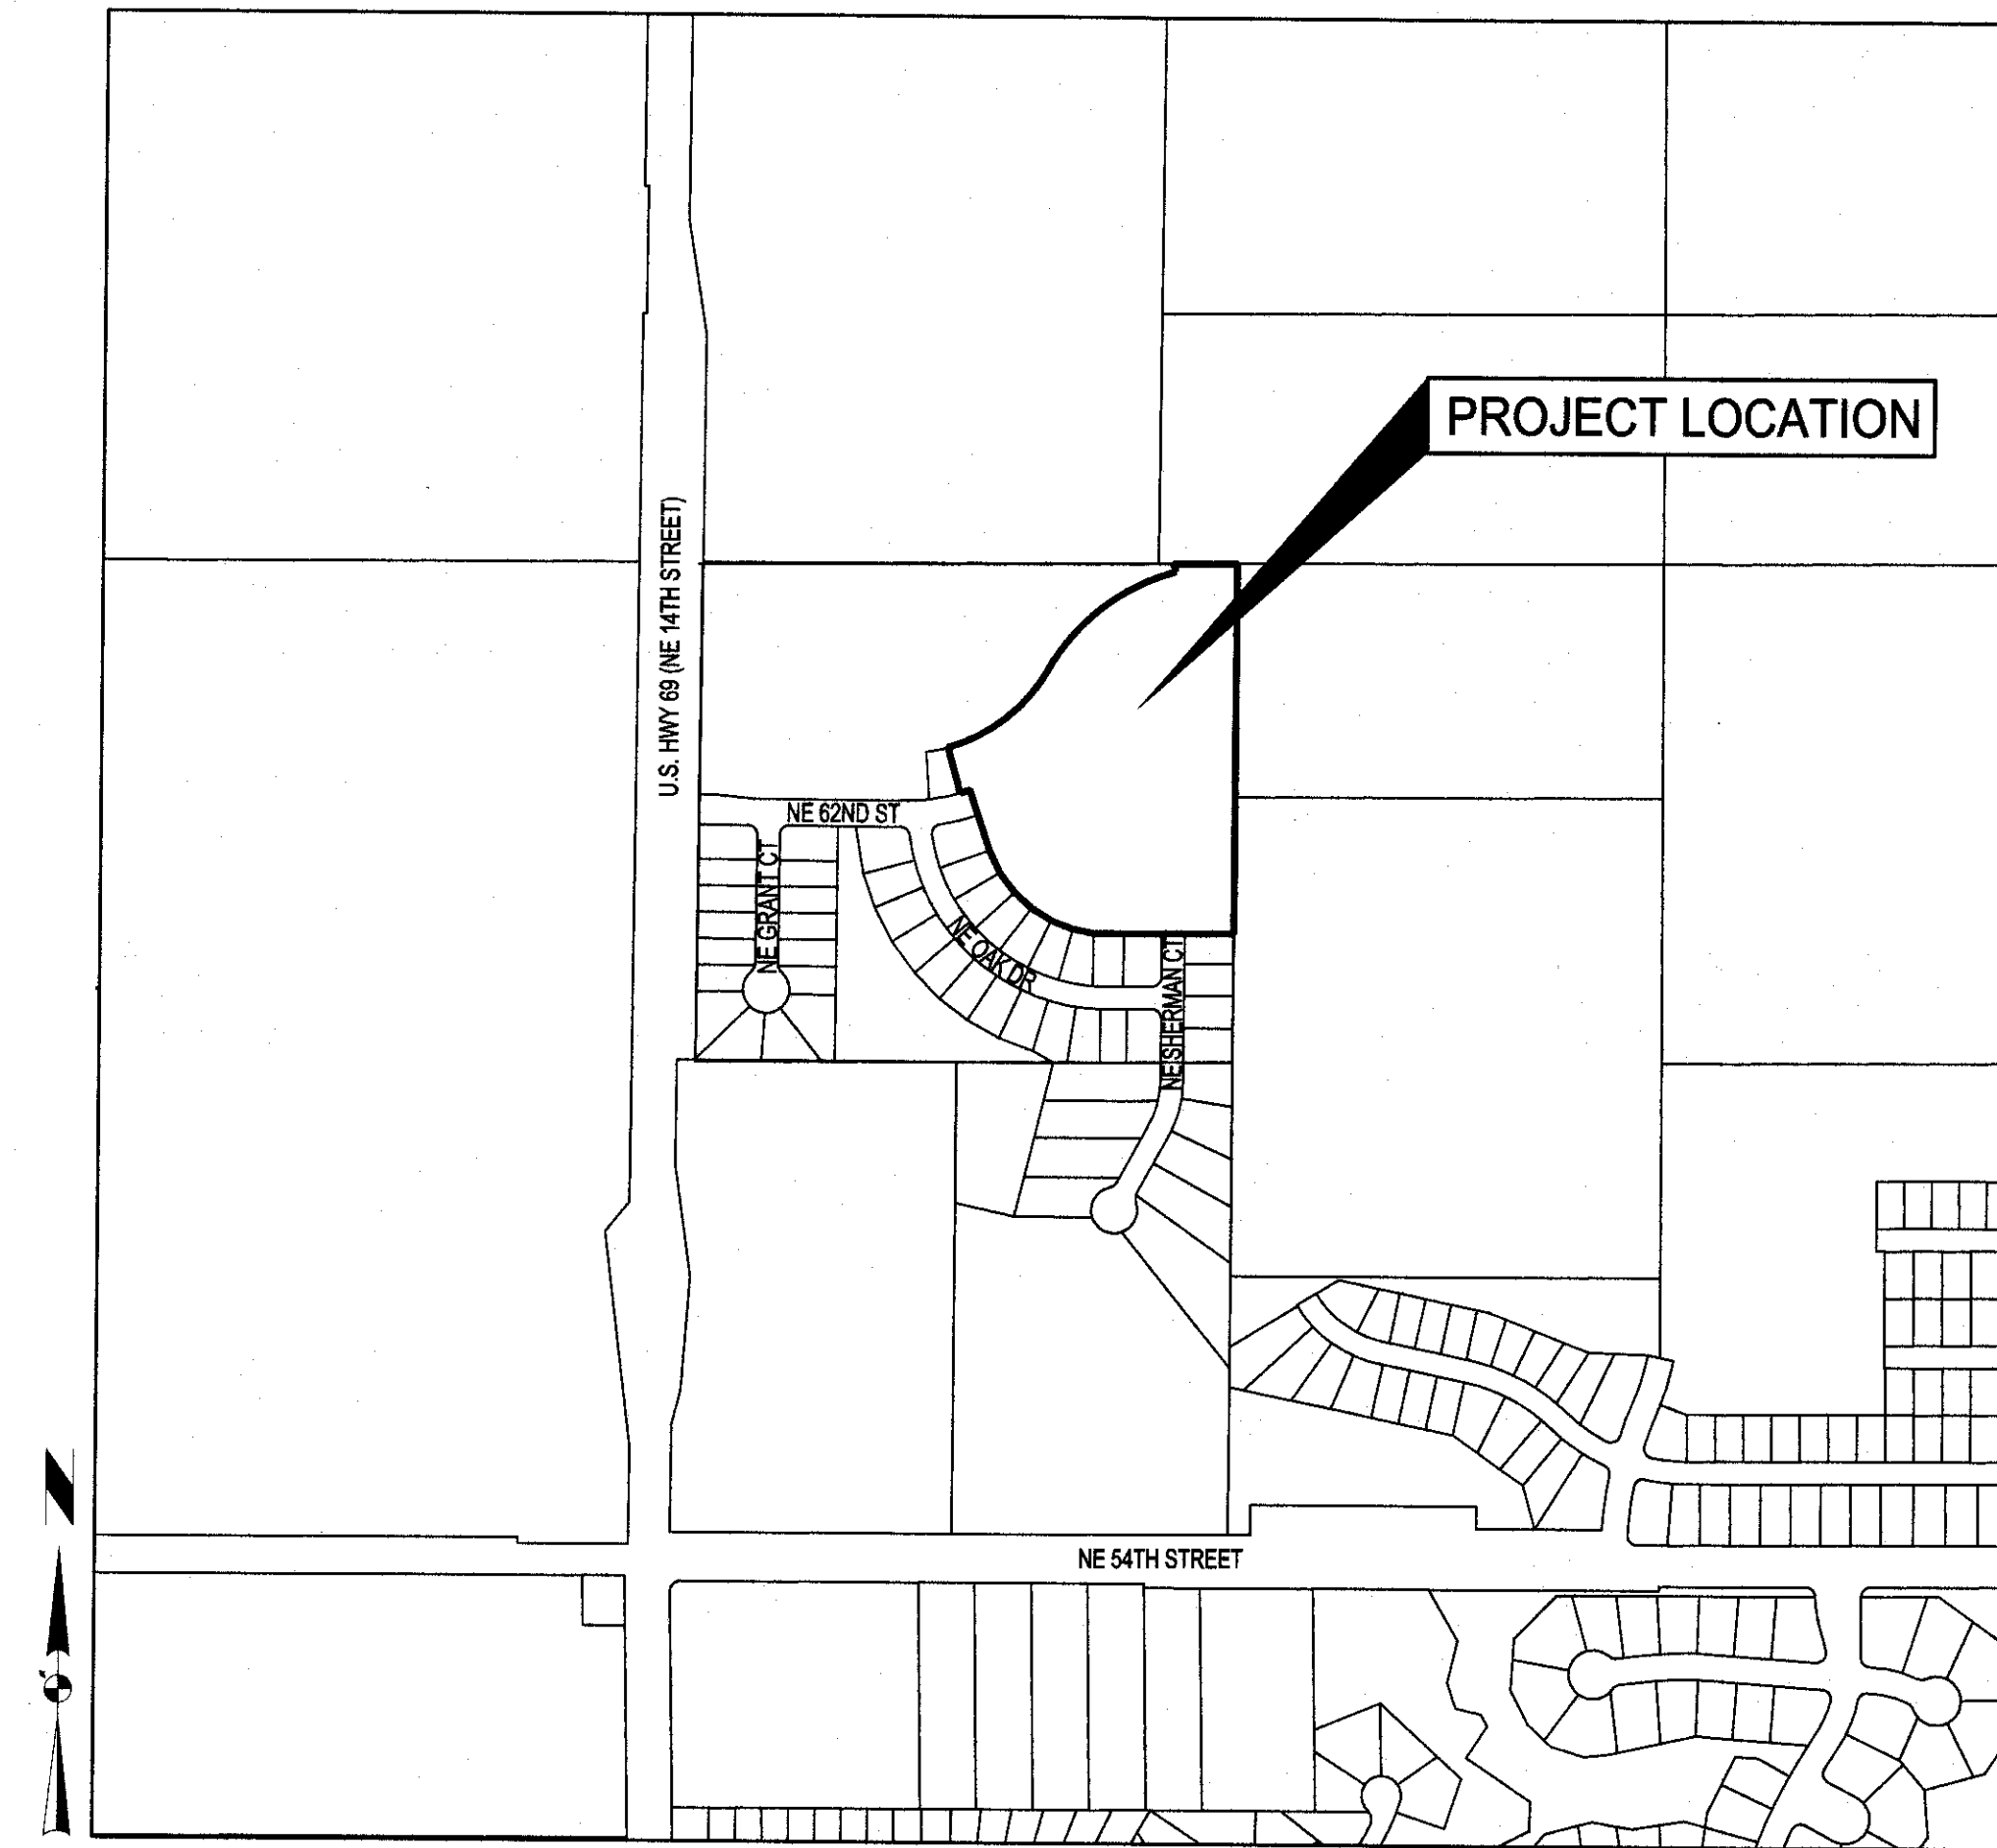 PROJECT LOCATION
U.S. HWY 69 (NE 14TH STREET)
NE 62ND ST
NE GRANT CT
NE OAK DR
NE SHERMAN CT
N
NE 54TH STREET